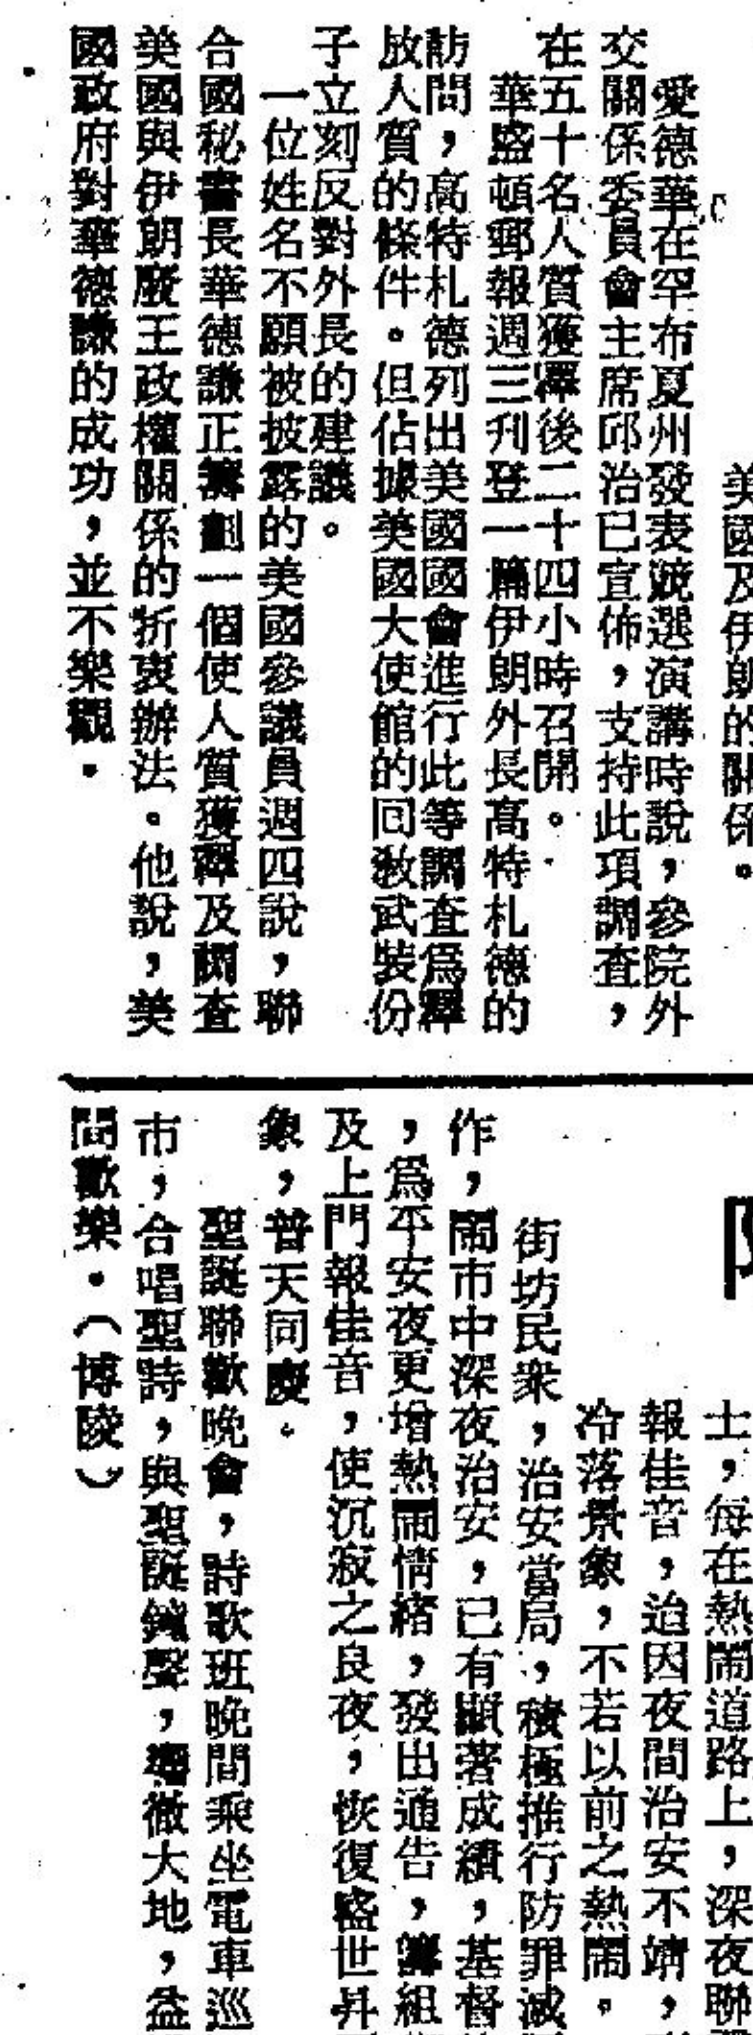 美國及伊朗的關係。
愛德華在罕布夏州發表競選演講時說，參院外
交關係委員會主席邱治已宣佈，支持此項調查，
在五十名人質獲釋後二十四小時召開。
華盛頓郵報週三刋登一篇伊朗外長高特札德的
訪問，高特札德列出美國國會進行此等調查爲釋
放人質的條件。但佔據美國大使館的回敎武裝份
子立刻反對外長的建議。
一位姓名不願被披露的美國參議員週四說，聯
合國秘書長華德謙正籌劃一個使人質獲釋及調查
美國與伊朗廢王政權關係的折衷辦法。他說，美
國政府對華德謙的成功，並不樂觀。
士，每在熱鬧道路上，深夜聯
報佳音，迨因夜間治安不靖，
冷落景象，不若以前之熱鬧。
街坊民衆，治安當局，積極推行防罪滅
作，鬧市中深夜治安，已有顯著成績，基督
，爲平安夜更增熱鬧情緒，發出通告，籌組
及上門報佳音，使沉寂之良夜，恢復盛世昇
象，普天同慶。
聖誕聯歡晚會，詩歌班晚間乘坐電車巡
市，合唱聖詩，與聖誕鐘聲，響徹大地，益
間歡樂。（博陵）